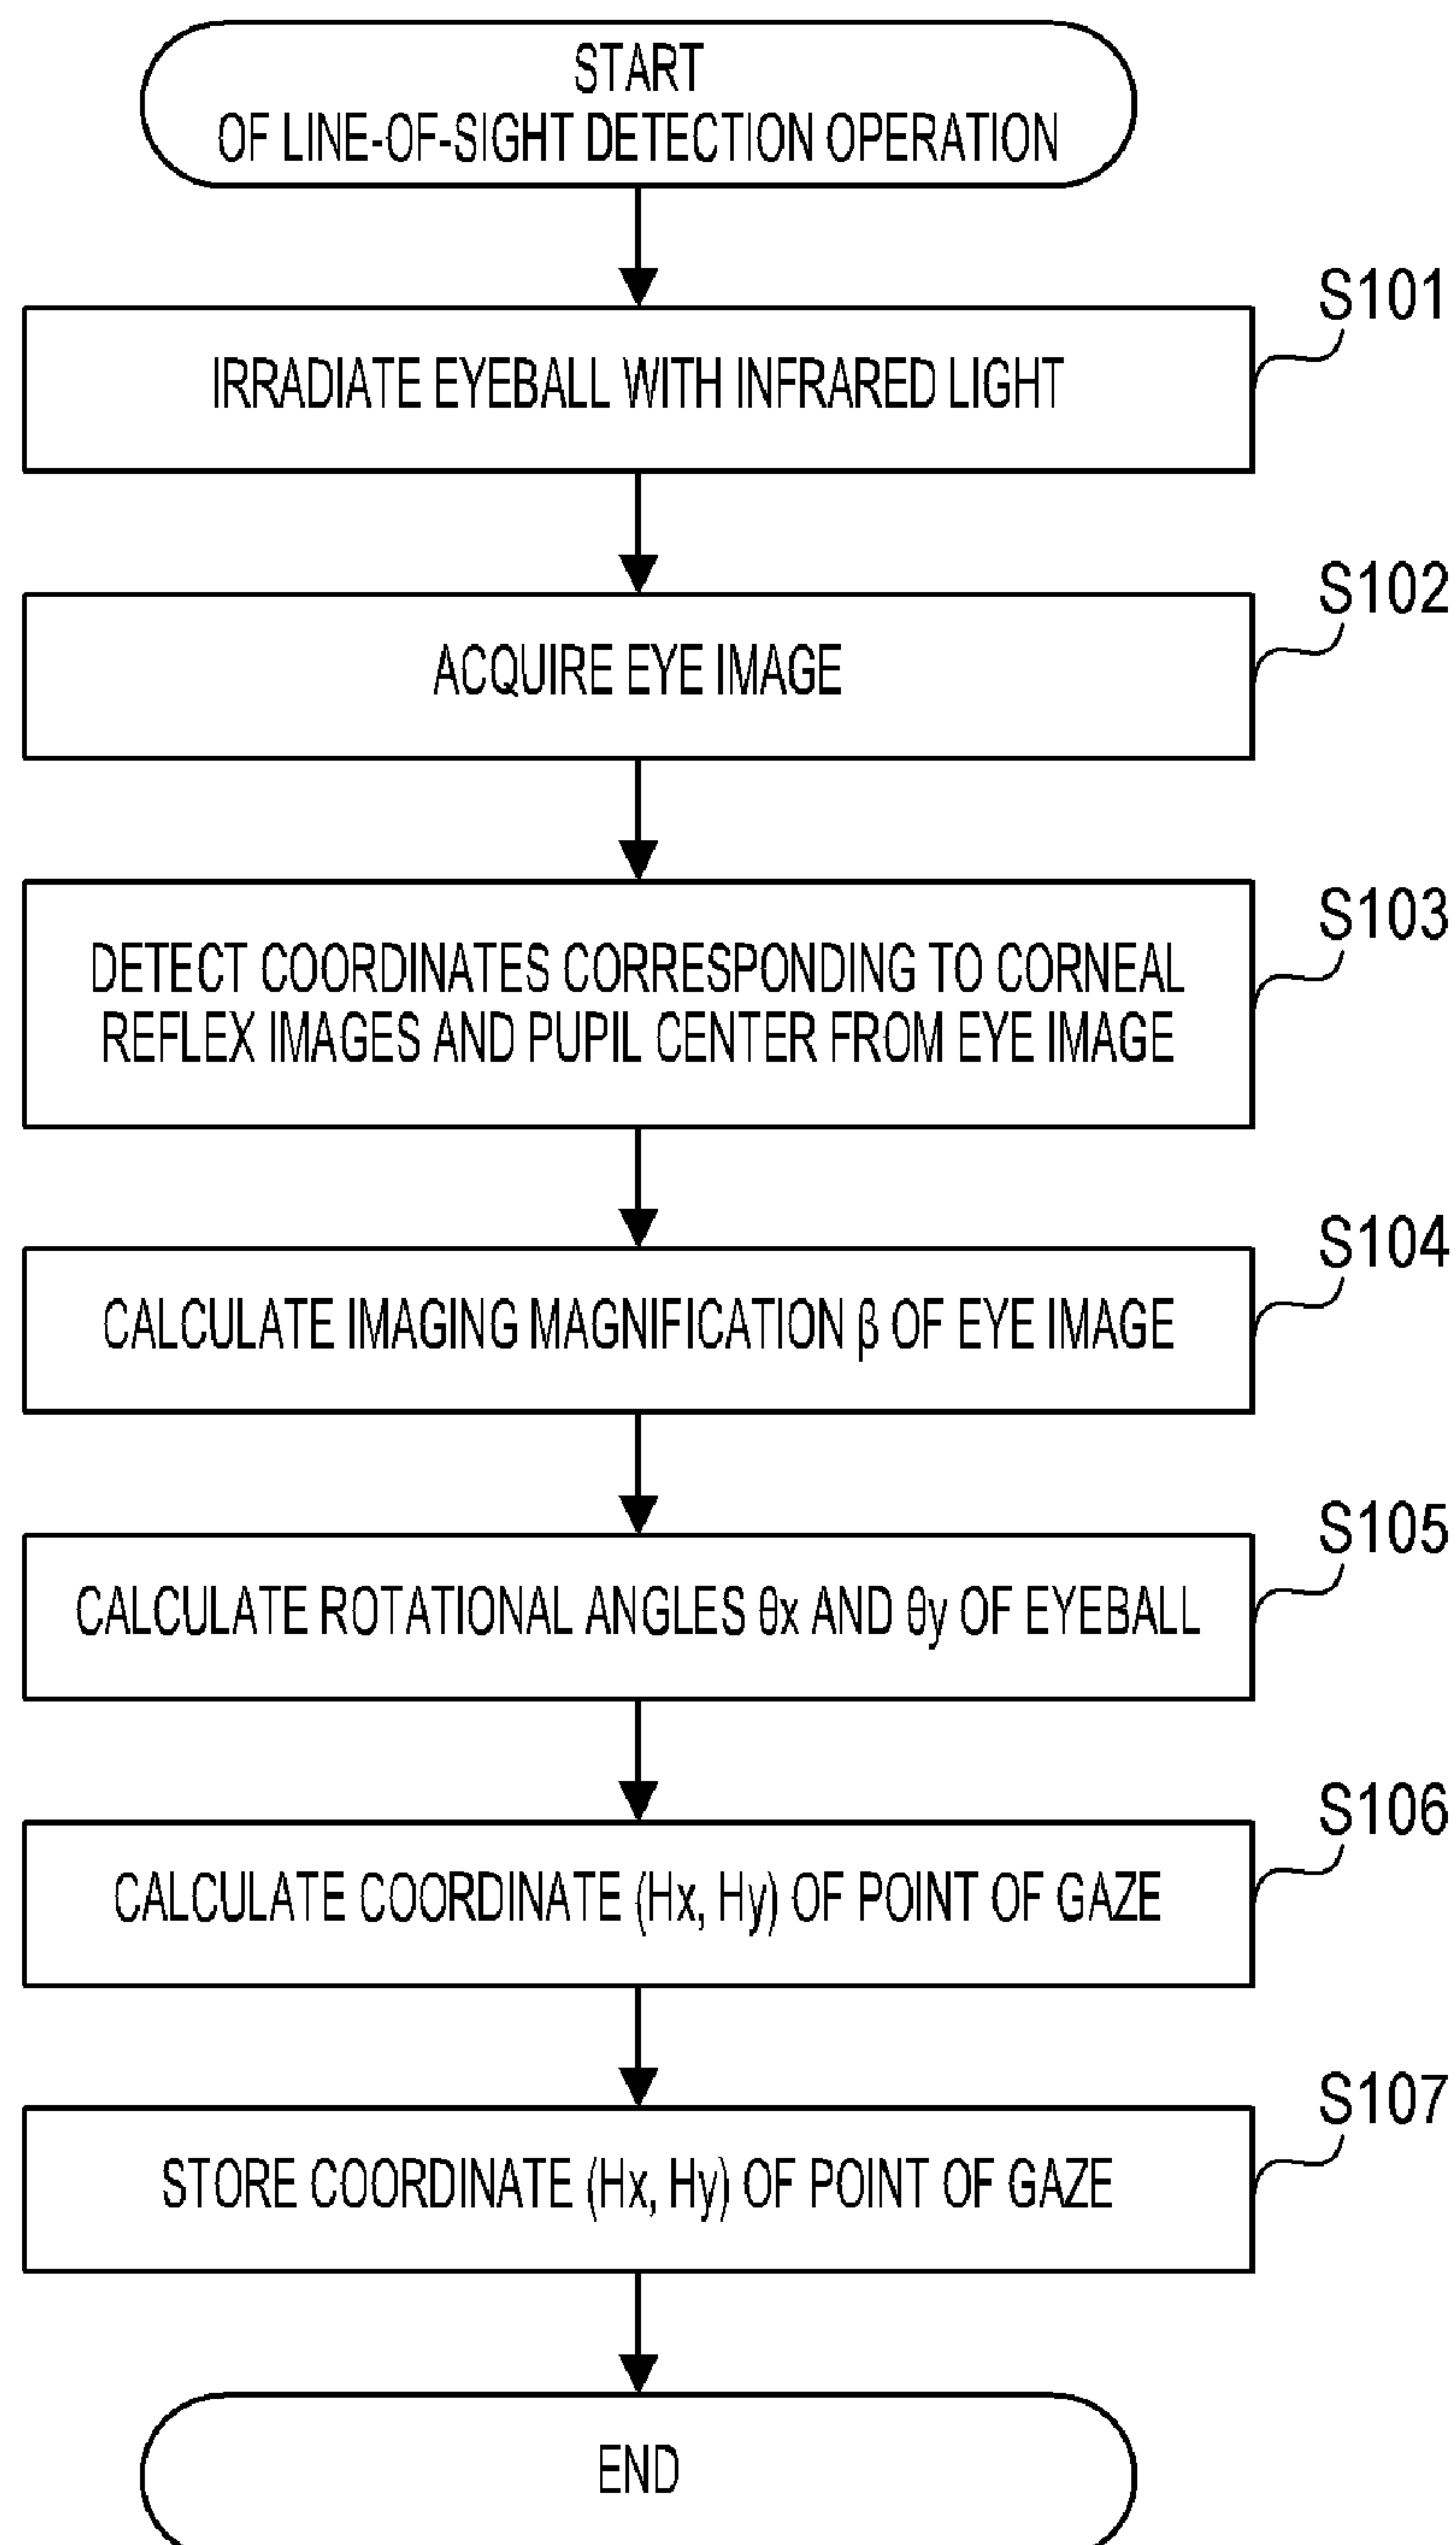 START
OF LINE-OF-SIGHT DETECTION OPERATION
S101
IRRADIATE EYEBALL WITH INFRARED LIGHT
S102
ACQUIRE EYE IMAGE
S103
DETECT COORDINATES CORRESPONDING TO CORNEAL
REFLEX IMAGES AND PUPIL CENTER FROM EYE IMAGE
S104
CALCULATE IMAGING MAGNIFICATION β OF EYE IMAGE
S105
CALCULATE ROTATIONAL ANGLES θx AND θy OF EYEBALL
S106
CALCULATE COORDINATE (Hx, Hy) OF POINT OF GAZE
S107
STORE COORDINATE (Hx, Hy) OF POINT OF GAZE
END